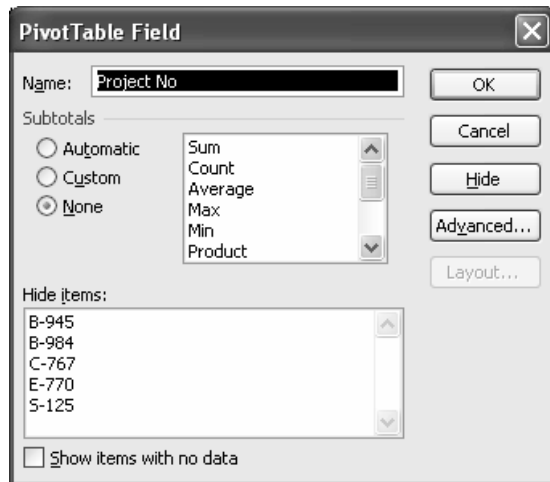 PivotTable Field
Name: Project No
OK
Subtotals
Cancel
Automatic
Custom
None
Sum
Count
Average
Max
Min
Product
Hide
Advanced...
Layout...
Hide items:
B-945
B-984
C-767
E-770
S-125
Show items with no data